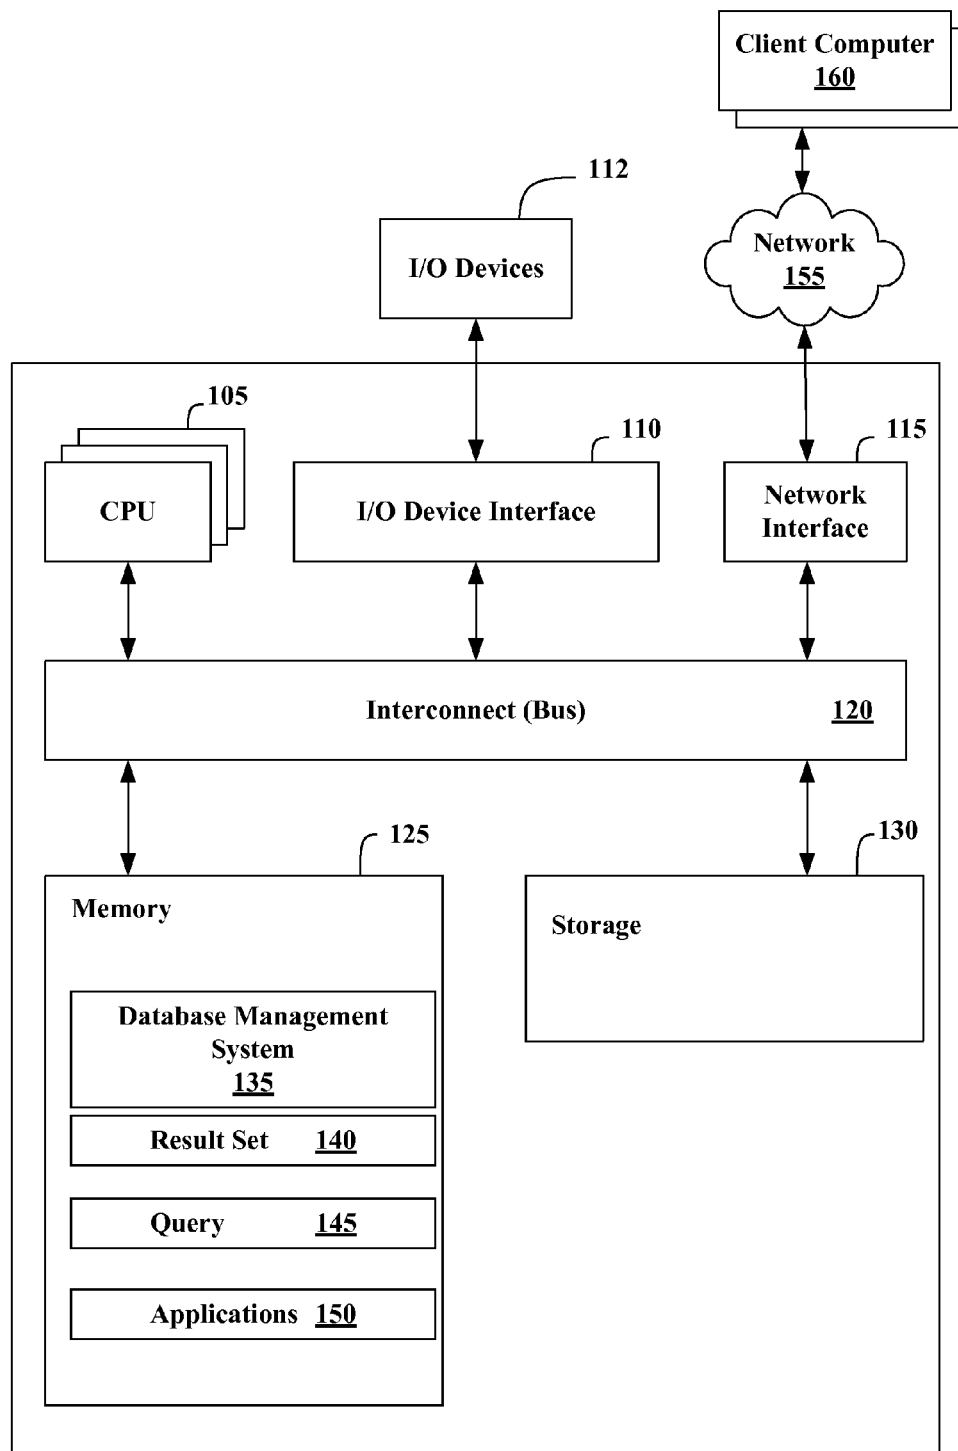 Client Computer
160
112
I/O Devices
Network
155
105
110
115
CPU
I/O Device Interface
Network
Interface
Interconnect (Bus) 120
125
130
Memory
Storage
Database Management
System
135
Result Set 140
Query 145
Applications 150